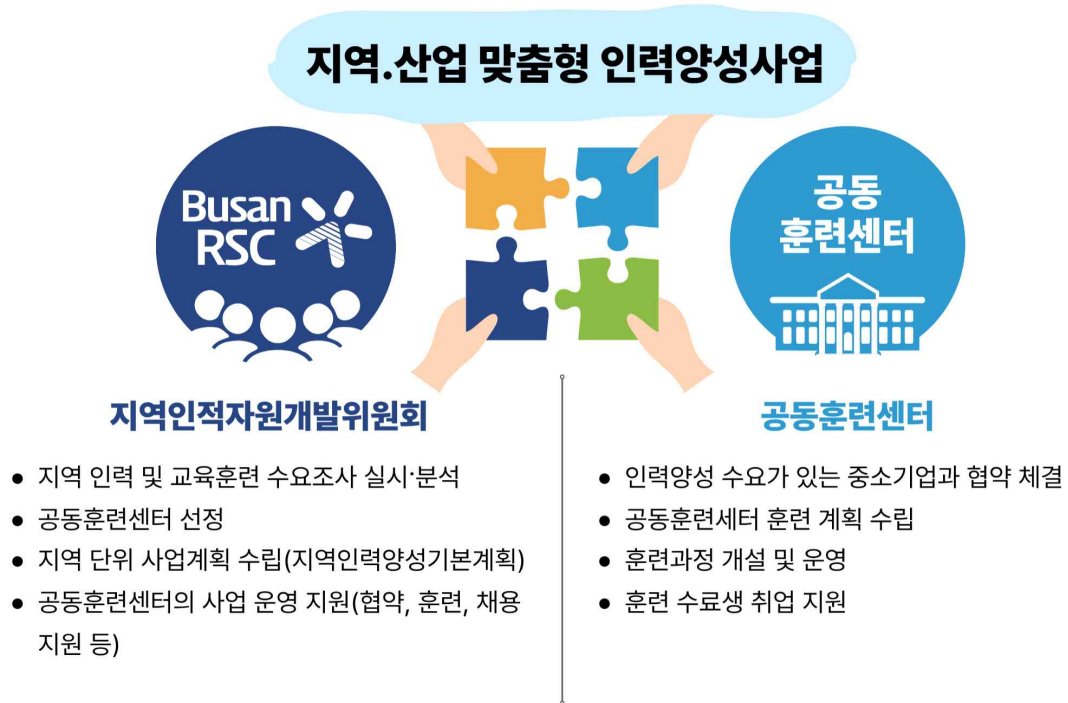 지역.산업 맞춤형 인력양성사업
Busan
RSC
공동
훈련센터
지역인적자원개발위원회
• 지역 인력 및 교육훈련 수요조사 실시·분석
• 공동훈련센터 선정
• 지역 단위 사업계획 수립(지역인력양성기본계획)
• 공동훈련센터의 사업 운영 지원(협약, 훈련, 채용
지원 등)
공동훈련센터
• 인력양성 수요가 있는 중소기업과 협약 체결
• 공동훈련세터 훈련 계획 수립
• 훈련과정 개설 및 운영
• 훈련 수료생 취업 지원